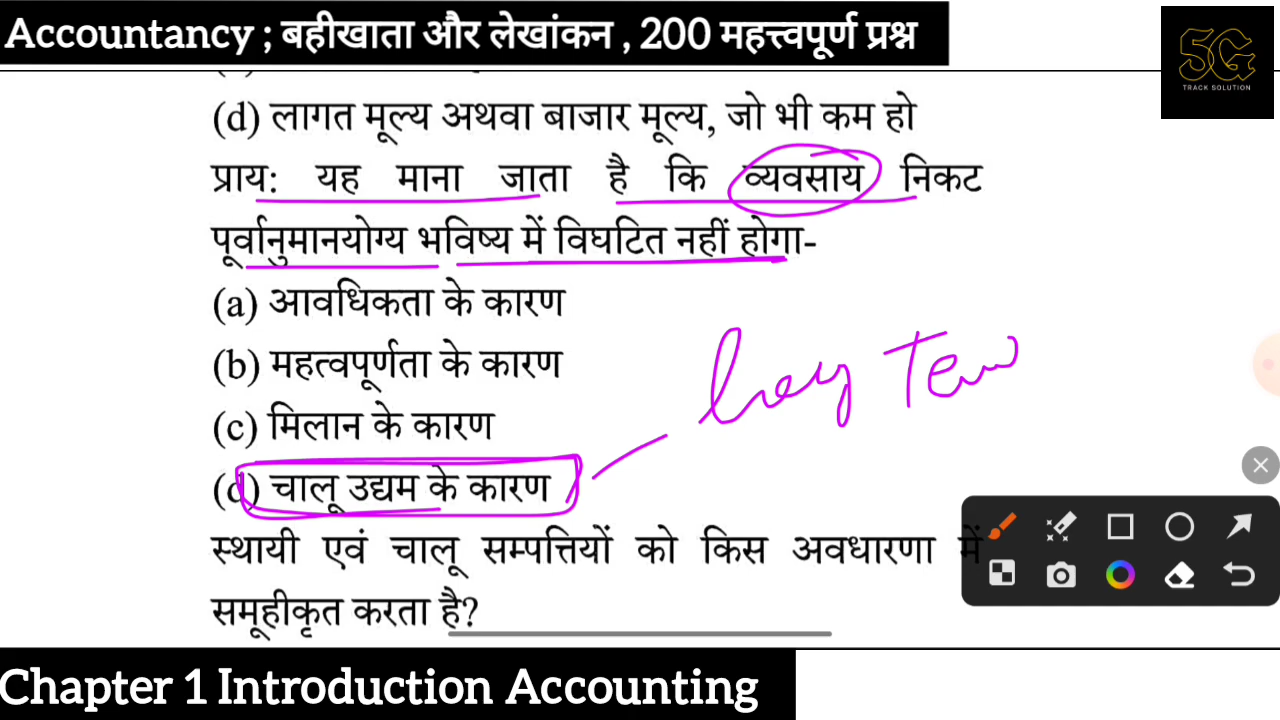 Accountancy ; बहीखाता और लेखांकन , 200 महत्त्वपूर्ण प्रश्न
5G
TRACK SOLUTION
(d) लागत मूल्य अथवा बाजार मूल्य, जो भी कम हो
प्राय: यह माना जाता है कि व्यवसाय निकट
पूर्वानुमानयोग्य भविष्य में विघटित नहीं होगा-
(a) आवधिकता के कारण
(b) महत्वपूर्णता के कारण
(c) मिलान के कारण
(d) चालू उद्यम के कारण
स्थायी एवं चालू सम्पत्तियों को किस अवधारणा में
समूहीकृत करता है?
Chapter 1 Introduction Accounting